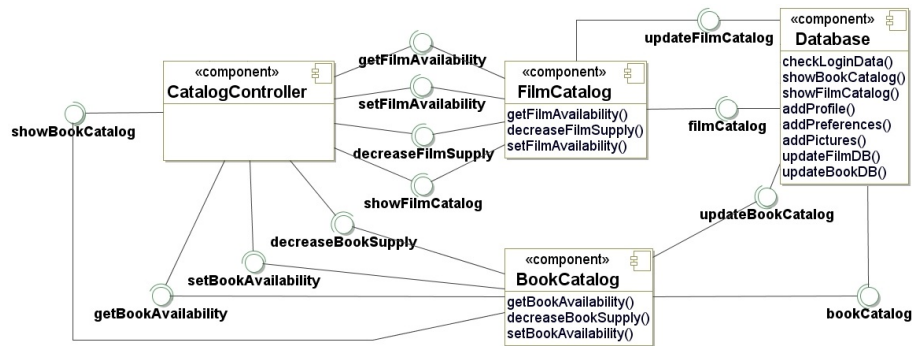 «component»
CatalogController
showBookCatalog
getFilmAvailability
setFilmAvailability
decreaseFilmSupply
showFilmCatalog
decreaseBookSupply
setBookAvailability
getBookAvailability
«component»
FilmCatalog
getFilmAvailability()
decreaseFilmSupply()
setFilmAvailability()
updateFilmCatalog
filmCatalog
updateBookCatalog
bookCatalog
«component»
Database
checkLoginData()
showBookCatalog()
showFilmCatalog()
addProfile()
addPreferences()
addPictures()
updateFilmDB()
updateBookDB()
«component»
BookCatalog
getBookAvailability()
decreaseBookSupply()
setBookAvailability()